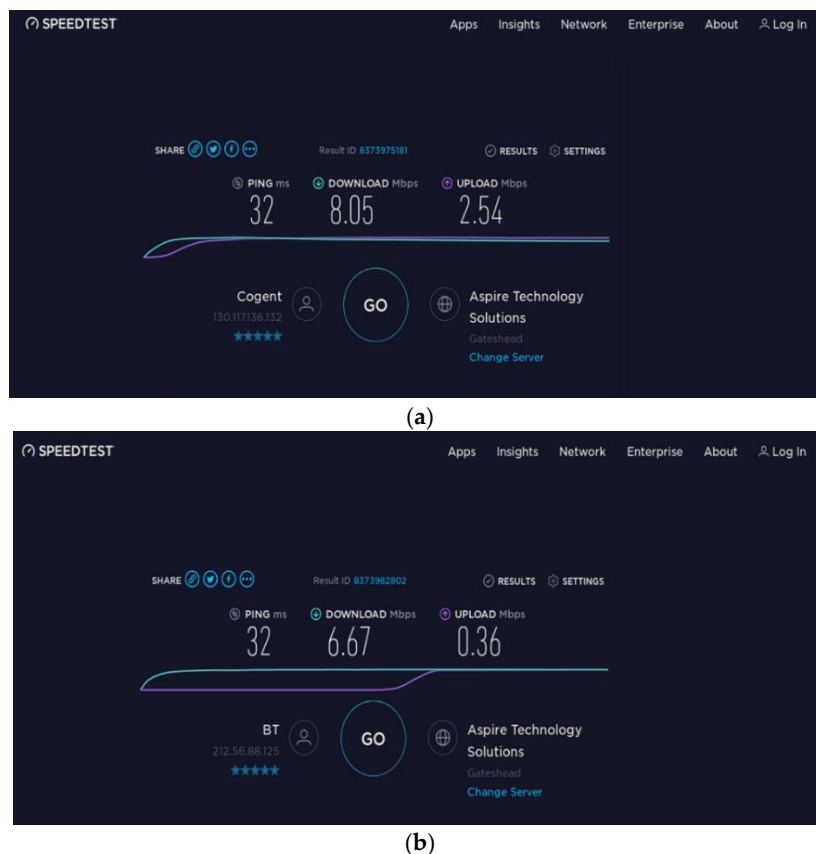 SPEEDTEST Apps Insights Network Enterprise About Log In
SHARE Result ID 8373975181 RESULTS SETTINGS
PING ms DOWNLOAD Mbps UPLOAD Mbps
32 8.05 2.54
Cogent GO Aspire Technology
Solutions
130.117.136.132
Gateshead
Change Server
(a)
SPEEDTEST Apps Insights Network Enterprise About Log In
SHARE Result ID 8373982802 RESULTS SETTINGS
PING ms DOWNLOAD Mbps UPLOAD Mbps
32 6.67 0.36
BT GO Aspire Technology
Solutions
212.56.88.125
Gateshead
Change Server
(b)